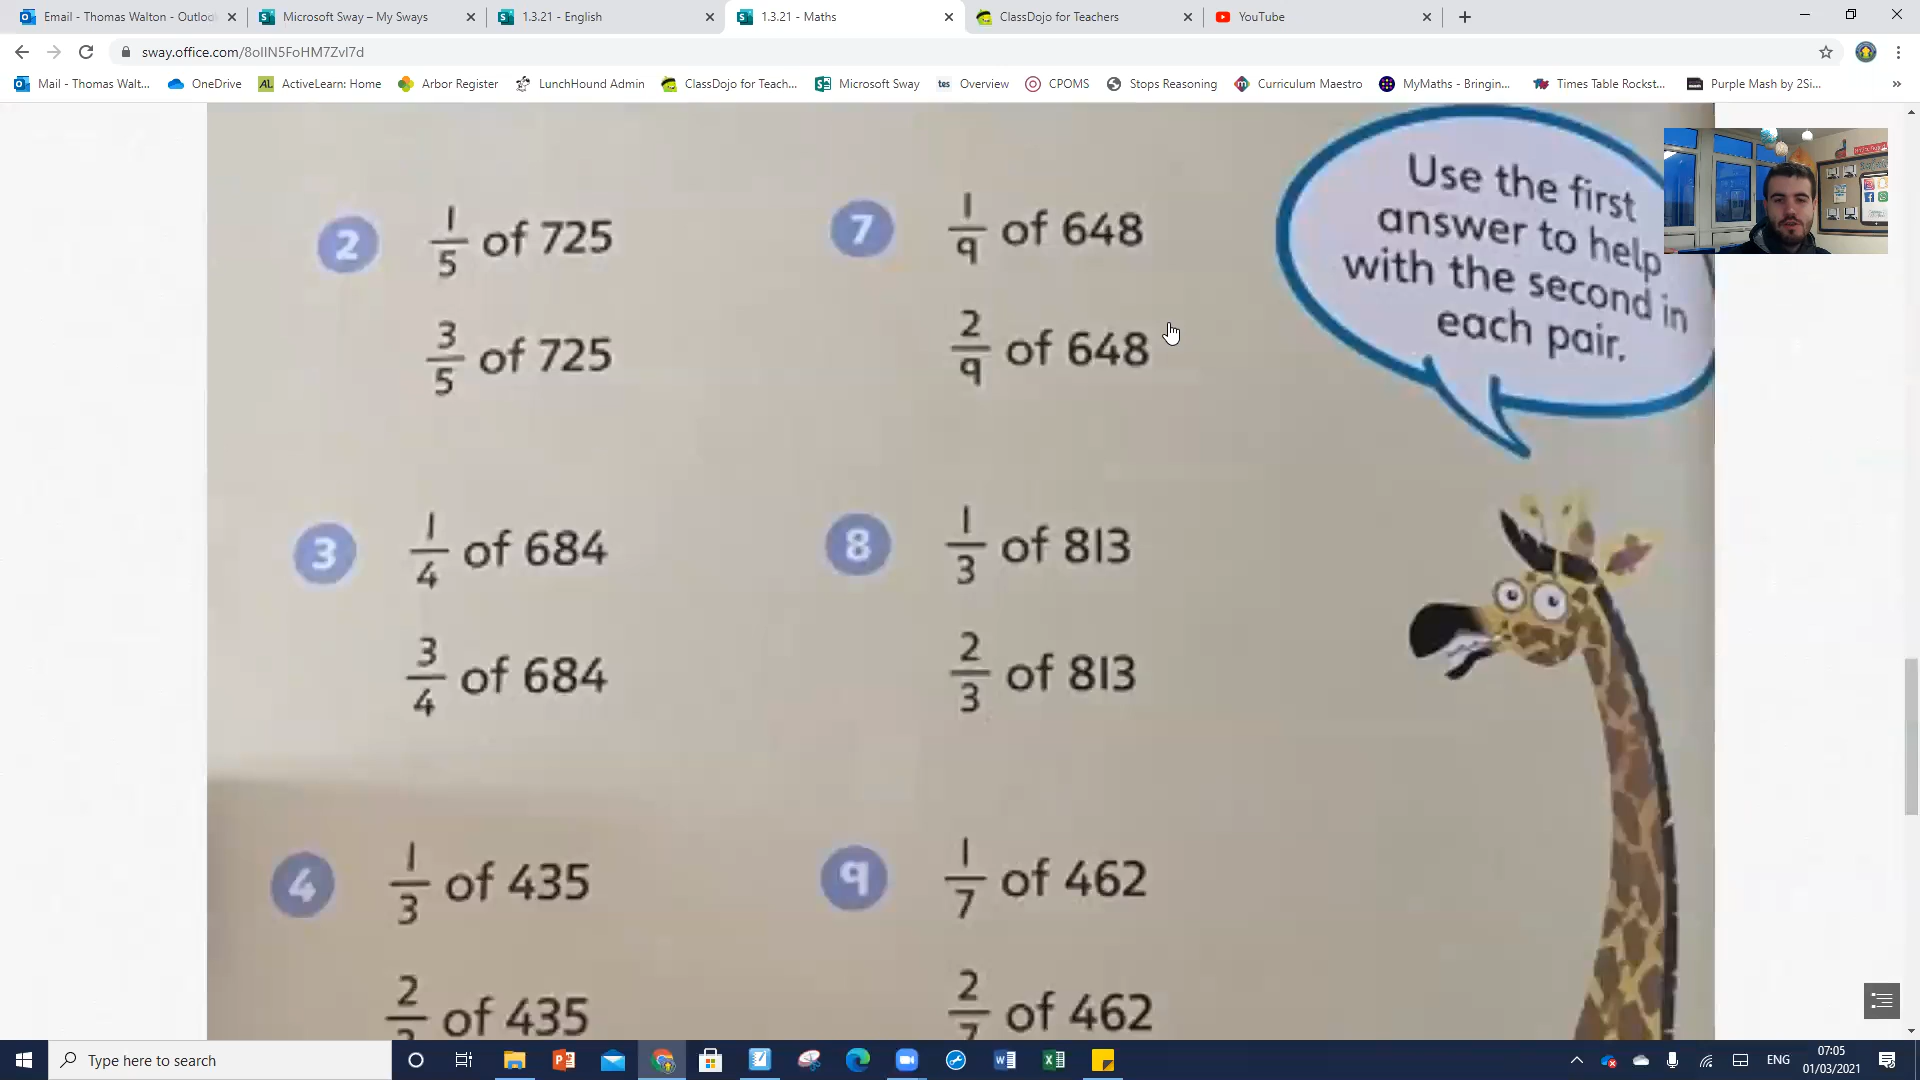 Email - Thomas Walton - Outlo
Microsoft Sway – My Sways
1.3.21 - English
1.3.21 - Maths
ClassDojo for Teachers
YouTube
sway.office.com/8oIIN5FoHM7ZvI7d
Mail - Thomas Walt...
OneDrive
AL ActiveLearn: Home
Arbor Register
LunchHound Admin
ClassDojo for Teach...
Microsoft Sway
tes Overview
CPOMS
Stops Reasoning
Curriculum Maestro
MyMaths - Bringin...
Times Table Rockst...
Purple Mash by 2Si...
2 1/5 of 725
3/5 of 725
3 1/4 of 684
3/4 of 684
4 1/3 of 435
2/3 of 435
7 1/9 of 648
2/9 of 648
8 1/3 of 813
2/3 of 813
9 1/7 of 462
2/7 of 462
Use the first
answer to help
with the second in
each pair.
Type here to search
ENG
07:05
01/03/2021